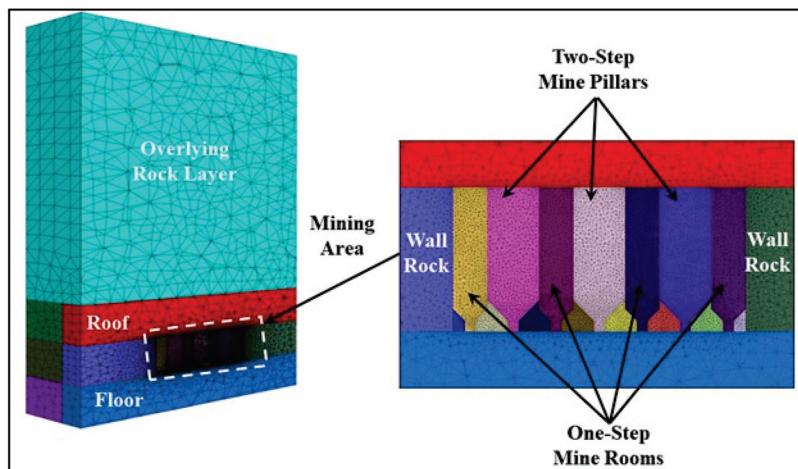 Overlying
Rock Layer
Roof
Floor
Mining
Area
Two-Step
Mine Pillars
Wall
Rock
Wall
Rock
One-Step
Mine Rooms